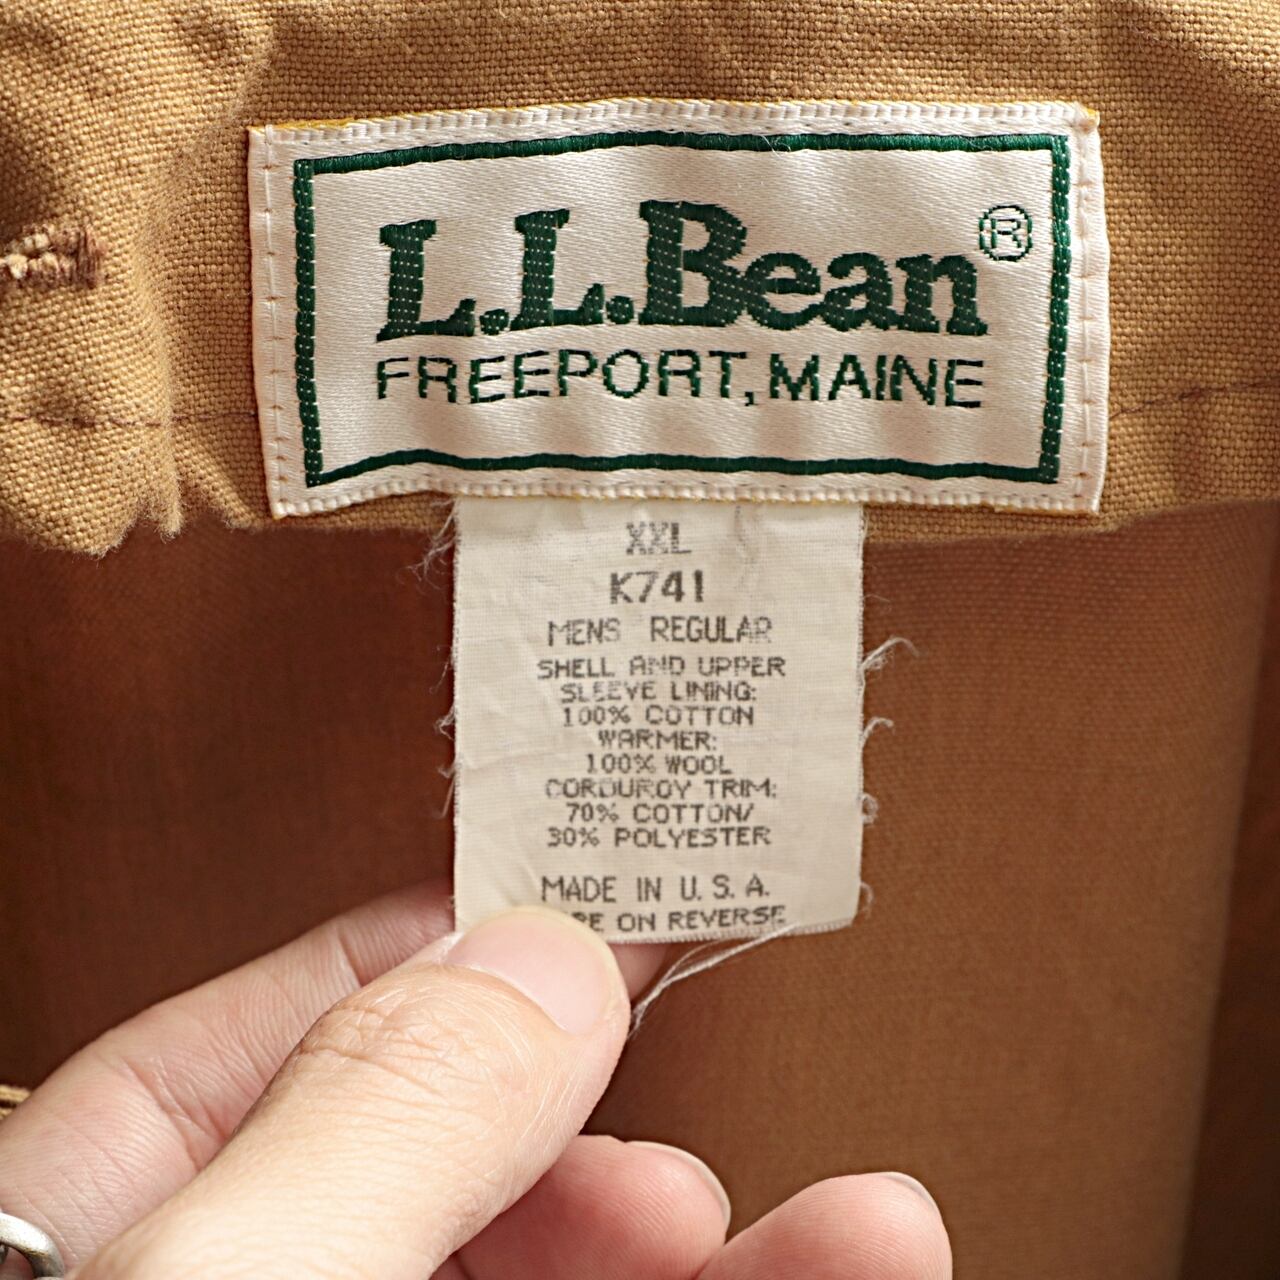 L.L.Bean®
FREEPORT, MAINE
XXL
K741
MENS REGULAR
SHELL AND UPPER
SLEEVE LINING:
100% COTTON
WARMER:
100% WOOL
CORDUROY TRIM:
70% COTTON/
30% POLYESTER
MADE IN U.S.A.
ON REVERSE